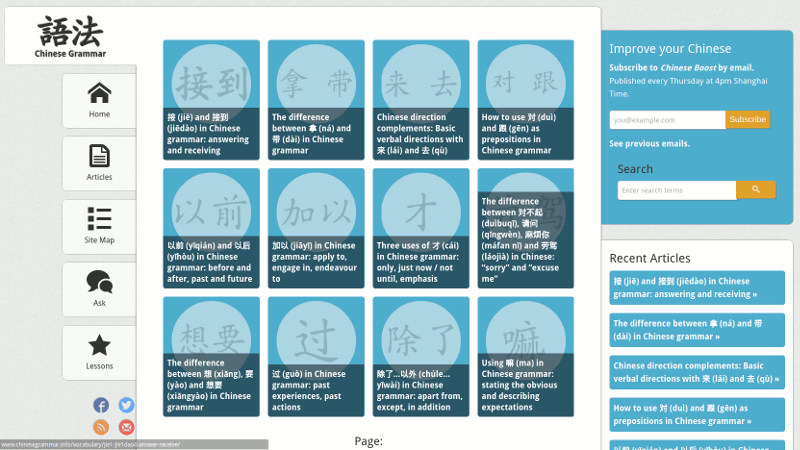 語法
Chinese Grammar
Home
Articles
Site Map
Ask
Lessons
接到
接 (jiē) and 接到
(jiēdào) in Chinese
grammar: answering
and receiving
拿 带
The difference
between 拿 (ná) and
带 (dài) in Chinese
grammar
来 去
Chinese direction
complements: Basic
verbal directions with
来 (lái) and 去 (qù)
对 跟
How to use 对 (duì)
and 跟 (gēn) as
prepositions in
Chinese grammar
以前
以前 (yǐqián) and 以后
(yǐhòu) in Chinese
grammar: before and
after, past and future
加以
加以 (jiāyǐ) in Chinese
grammar: apply to,
engage in, endeavour
to
才
Three uses of 才 (cái)
in Chinese grammar:
only, just now / not
until, emphasis
The difference
between 对不起
(duìbuqǐ), 请问
(qǐngwèn), 麻烦你
(máfan nǐ) and 劳驾
(láojià) in Chinese:
“sorry” and “excuse
me”
想要
The difference
between 想 (xiǎng), 要
(yào) and 想要
(xiǎngyào) in Chinese
grammar
过
过 (guò) in Chinese
grammar: past
experiences, past
actions
除了
除了…以外 (chúle…
yǐwài) in Chinese
grammar: apart from,
except, in addition
嘛
Using 嘛 (ma) in
Chinese grammar:
stating the obvious
and describing
expectations
Page:
Improve your Chinese
Subscribe to Chinese Boost by email.
Published every Thursday at 4pm Shanghai
Time.
you@example.com
Subscribe
See previous emails.
Search
Enter search terms
Recent Articles
接 (jiē) and 接到 (jiēdào) in Chinese
grammar: answering and receiving »
The difference between 拿 (ná) and 带
(dài) in Chinese grammar »
Chinese direction complements: Basic
verbal directions with 来 (lái) and 去 (qù) »
How to use 对 (duì) and 跟 (gēn) as
prepositions in Chinese grammar »
以前 (yǐqián) and 以后 (yǐhòu) in Chinese